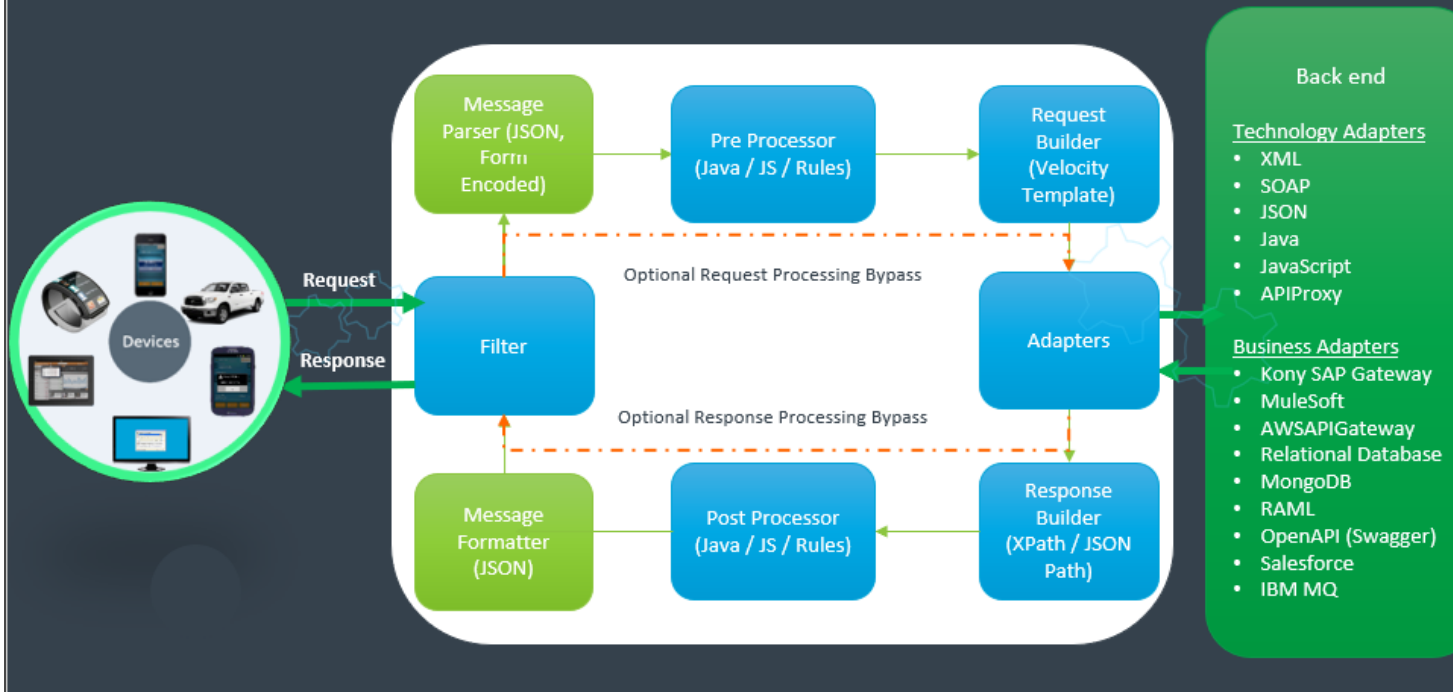 Devices
Request
Response
Message
Parser (JSON,
Form
Encoded)
Pre Processor
(Java / JS / Rules)
Request
Builder
(Velocity
Template)
Optional Request Processing Bypass
Filter
Adapters
Optional Response Processing Bypass
Message
Formatter
(JSON)
Post Processor
(Java / JS / Rules)
Response
Builder
(XPath / JSON
Path)
Back end
Technology Adapters
• XML
• SOAP
• JSON
• Java
• JavaScript
• APIProxy
Business Adapters
• Kony SAP Gateway
• MuleSoft
• AWSAPIGateway
• Relational Database
• MongoDB
• RAML
• OpenAPI (Swagger)
• Salesforce
• IBM MQ